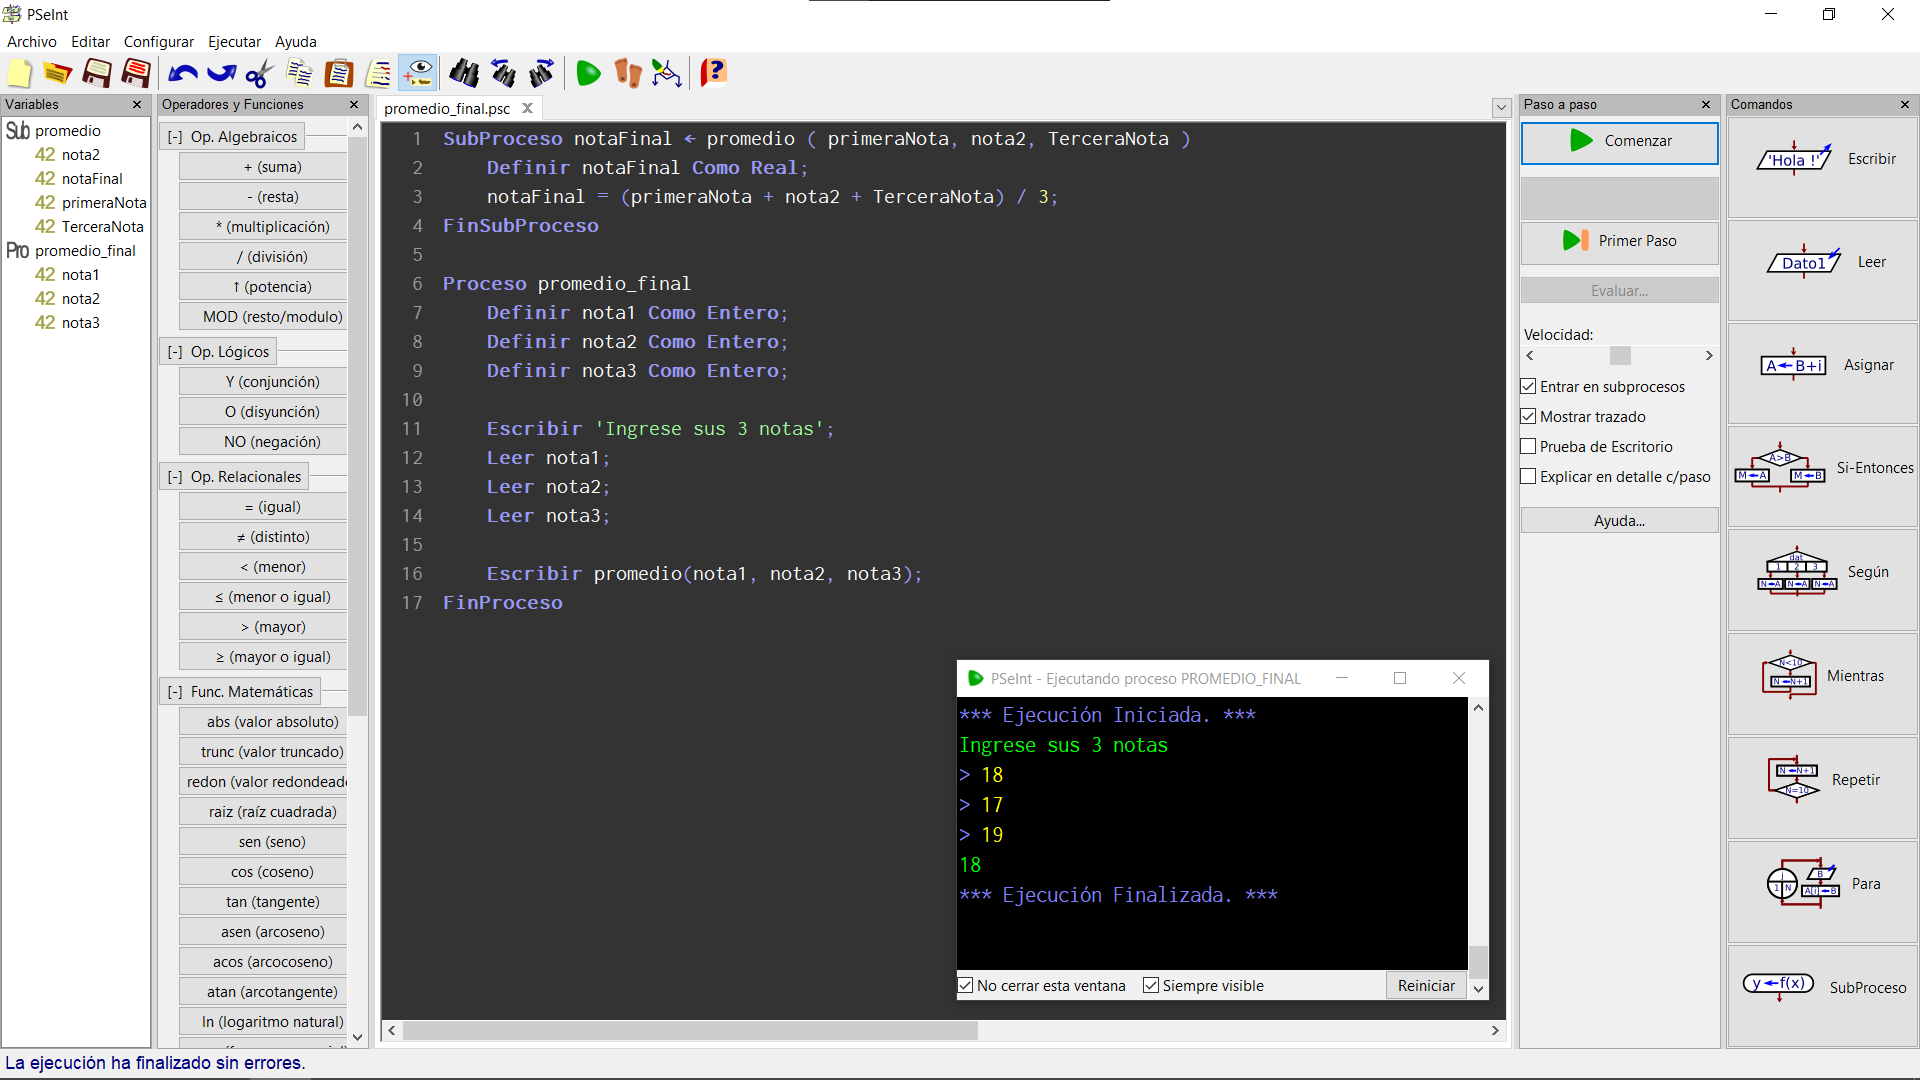 PSeInt
Archivo Editar Configurar Ejecutar Ayuda
Variables
Sub promedio
42 nota2
42 notaFinal
42 primeraNota
42 TerceraNota
Pro promedio_final
42 nota1
42 nota2
42 nota3
Operadores y Funciones
[-] Op. Algebraicos
+ (suma)
- (resta)
* (multiplicación)
/ (división)
↑ (potencia)
MOD (resto/modulo)
[-] Op. Lógicos
Y (conjunción)
O (disyunción)
NO (negación)
[-] Op. Relacionales
= (igual)
≠ (distinto)
< (menor)
≤ (menor o igual)
> (mayor)
≥ (mayor o igual)
[-] Func. Matemáticas
abs (valor absoluto)
trunc (valor truncado)
redon (valor redondeado
raiz (raíz cuadrada)
sen (seno)
cos (coseno)
tan (tangente)
asen (arcoseno)
acos (arcocoseno)
atan (arcotangente)
ln (logaritmo natural)
promedio_final.psc
1 SubProceso notaFinal ← promedio ( primeraNota, nota2, TerceraNota )
2 Definir notaFinal Como Real;
3 notaFinal = (primeraNota + nota2 + TerceraNota) / 3;
4 FinSubProceso
5
6 Proceso promedio_final
7 Definir nota1 Como Entero;
8 Definir nota2 Como Entero;
9 Definir nota3 Como Entero;
10
11 Escribir 'Ingrese sus 3 notas';
12 Leer nota1;
13 Leer nota2;
14 Leer nota3;
15
16 Escribir promedio(nota1, nota2, nota3);
17 FinProceso
PSeInt - Ejecutando proceso PROMEDIO_FINAL
*** Ejecución Iniciada. ***
Ingrese sus 3 notas
> 18
> 17
> 19
18
*** Ejecución Finalizada. ***
No cerrar esta ventana Siempre visible Reiniciar
Paso a paso
Comenzar
Primer Paso
Evaluar...
Velocidad:
Entrar en subprocesos
Mostrar trazado
Prueba de Escritorio
Explicar en detalle c/paso
Ayuda...
Comandos
'Hola !' Escribir
Dato1 Leer
A←B+i Asignar
A>B M←A M←B Si-Entonces
dat 1 2 3 N←A N←A N←A Según
N<10 N←N+1 Mientras
N←N+1 N=10 Repetir
i 1 N B A[i]←B Para
y←f(x) SubProceso
La ejecución ha finalizado sin errores.